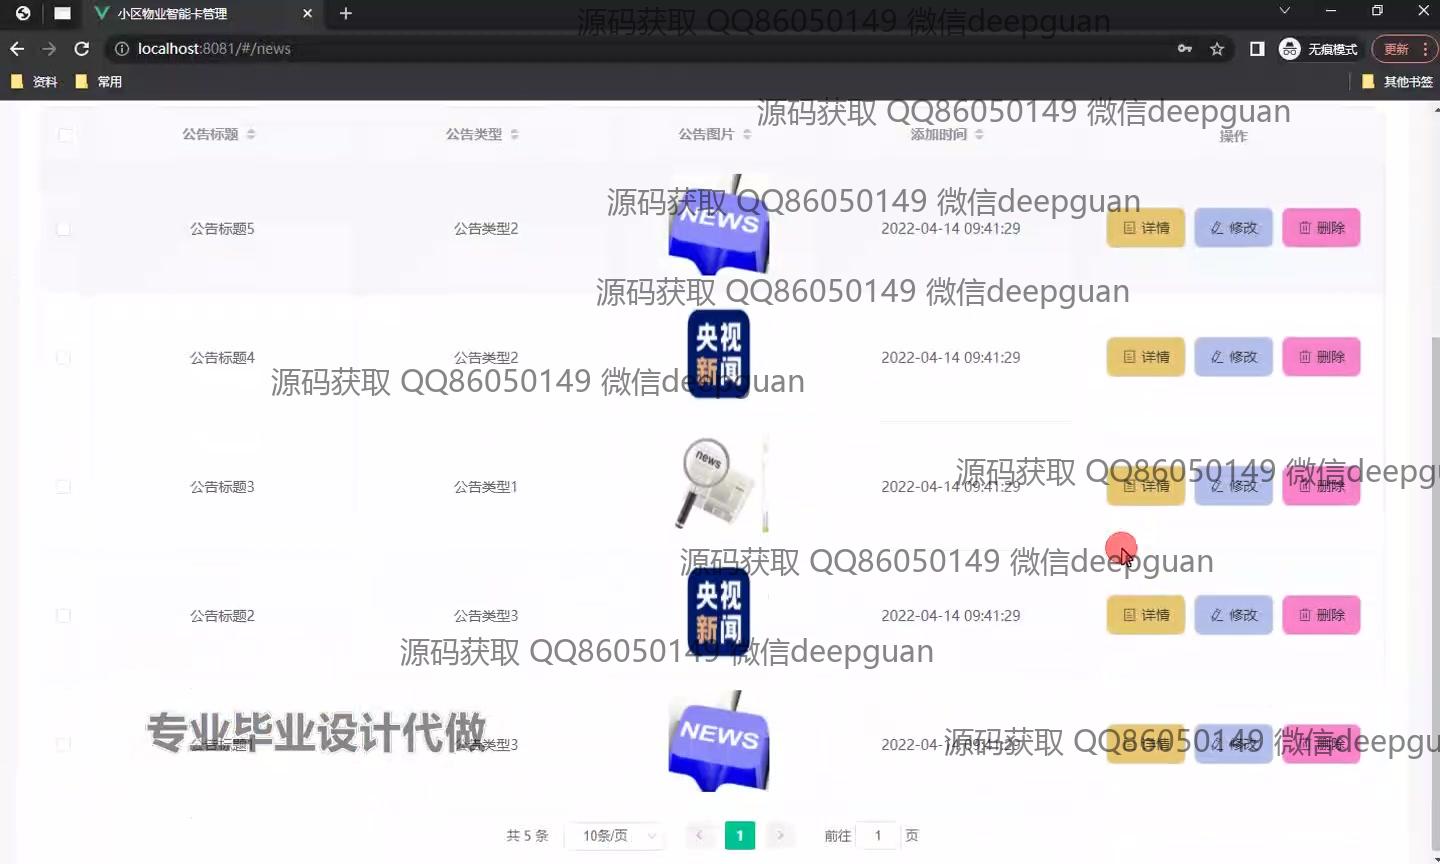 小区物业智能卡管理
源码获取 QQ86050149 微信deepguan
localhost:8081/#/news
无痕模式
更新
资料
常用
其他书签
源码获取 QQ86050149 微信deepguan
公告标题
公告类型
公告图片
添加时间
操作
源码获取 QQ86050149 微信deepguan
公告标题5
公告类型2
NEWS
2022-04-14 09:41:29
详情
修改
删除
源码获取 QQ86050149 微信deepguan
公告标题4
公告类型2
央视
新闻
2022-04-14 09:41:29
详情
修改
删除
源码获取 QQ86050149 微信deepguan
源码获取 QQ86050149 微信deepgu
公告标题3
公告类型1
news
2022-04-14 09:41:29
详情
修改
删除
源码获取 QQ86050149 微信deepguan
公告标题2
公告类型3
央视
新闻
2022-04-14 09:41:29
详情
修改
删除
源码获取 QQ86050149 微信deepguan
专业毕业设计代做
公告标题1
公告类型3
NEWS
2022-04-14 09:41:29
详情
修改
删除
源码获取 QQ86050149 微信deepgu
共 5 条
10条/页
1
前往
1
页